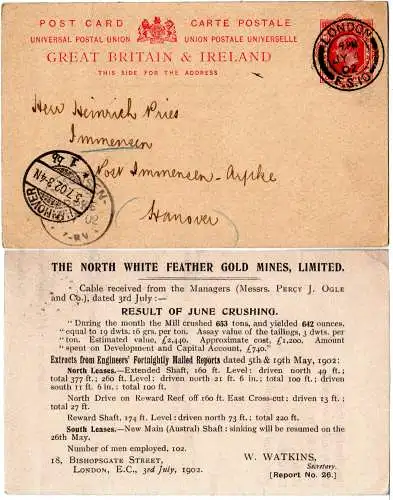 POST CARD CARTE POSTALE
UNIVERSAL POSTAL UNION UNION POSTALE UNIVERSELLE
GREAT BRITAIN & IRELAND
THIS SIDE FOR THE ADDRESS
LONDON
E.S.
Herr Heinrich Pries
Immensen
Post Immensen-Arpke
Hanover
HANNOVER
5.7.02.3-4N
THE NORTH WHITE FEATHER GOLD MINES, LIMITED.
Cable received from the Managers (Messrs. PERCY J. OGLE
and Co.), dated 3rd July:—
RESULT OF JUNE CRUSHING.
"During the month the Mill crushed 653 tons, and yielded 642 ounces,
"equal to 19 dwts. 16 grs. per ton. Assay value of the tailings, 3 dwts. per
"ton. Estimated value, £2,440. Approximate cost, £1,200. Amount
"spent on Development and Capital Account, £740."
Extracts from Engineers' Fortnightly Mailed Reports dated 5th & 19th May, 1902:
North Leases.—Extended Shaft, 160 ft. Level: driven north 49 ft.;
total 377 ft.; 260 ft. Level: driven north 21 ft. 6 in.; total 100 ft.; driven
south 11 ft. 6 in.; total 100 ft.
North Drive on Reward Reef off 160 ft. East Cross-cut: driven 13 ft.;
total 27 ft.
Reward Shaft, 174 ft. Level: driven north 73 ft.; total 220 ft.
South Leases.—New Main (Austral) Shaft: sinking will be resumed on the
26th May.
Number of men employed, 102.
18, BISHOPSGATE STREET, W. WATKINS,
LONDON, E.C., 3rd July, 1902. Secretary.
[Report No. 26.]